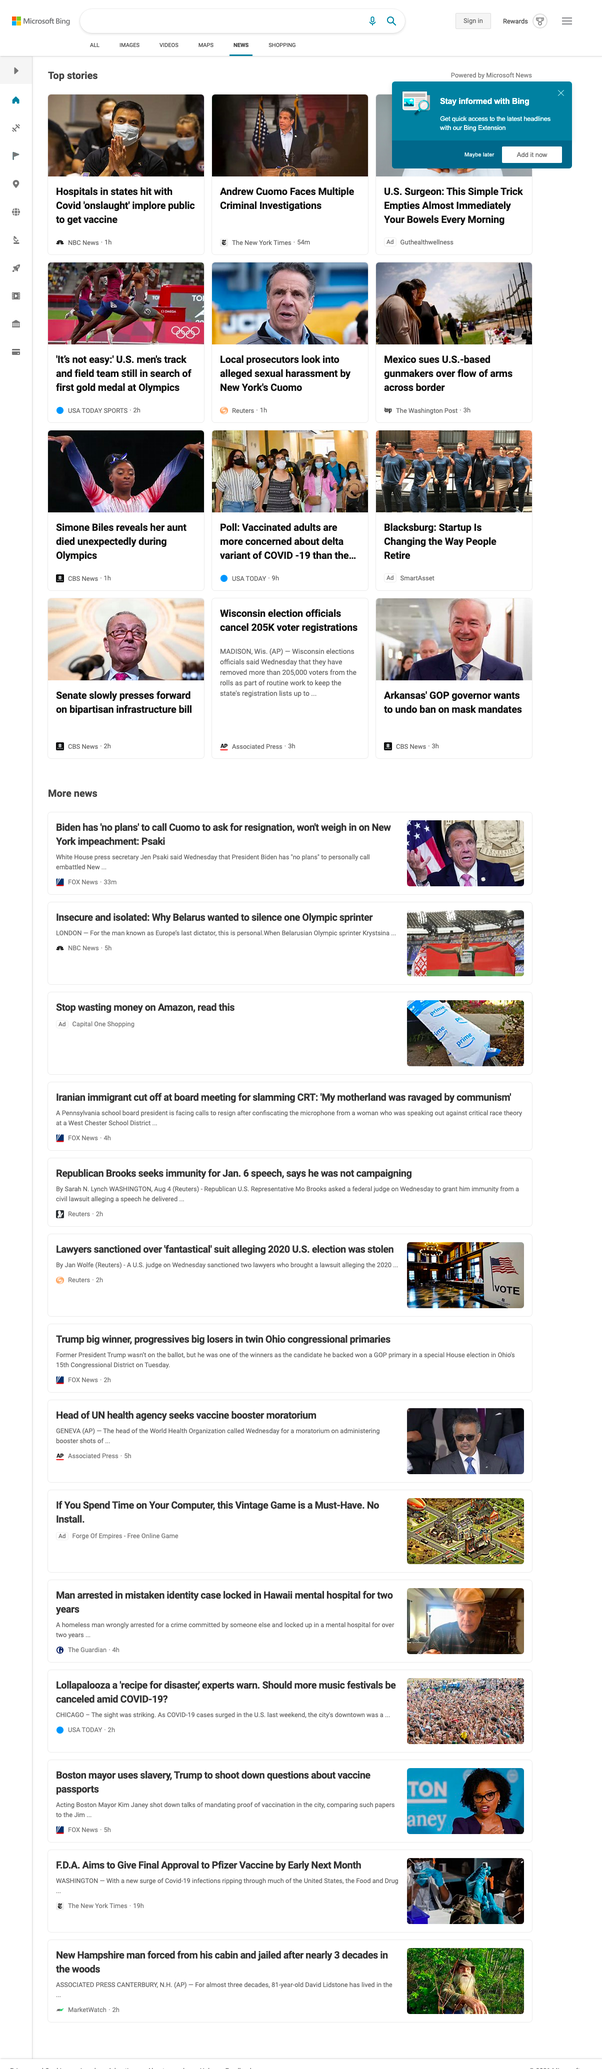 Microsoft Bing
Sign in
Rewards
ALL
IMAGES
VIDEOS
MAPS
NEWS
SHOPPING
Top stories
Powered by Microsoft News
Stay informed with Bing
Get quick access to the latest headlines
with our Bing Extension
Maybe later
Add it now
Hospitals in states hit with
Covid 'onslaught' implore public
to get vaccine
NBC News · 1h
Andrew Cuomo Faces Multiple
Criminal Investigations
The New York Times · 54m
U.S. Surgeon: This Simple Trick
Empties Almost Immediately
Your Bowels Every Morning
Ad Guthealthwellness
'It's not easy:' U.S. men's track
and field team still in search of
first gold medal at Olympics
USA TODAY SPORTS · 2h
Local prosecutors look into
alleged sexual harassment by
New York's Cuomo
Reuters · 1h
Mexico sues U.S.-based
gunmakers over flow of arms
across border
The Washington Post · 3h
Simone Biles reveals her aunt
died unexpectedly during
Olympics
CBS News · 1h
Poll: Vaccinated adults are
more concerned about delta
variant of COVID -19 than the...
USA TODAY · 9h
Blacksburg: Startup Is
Changing the Way People
Retire
Ad SmartAsset
Senate slowly presses forward
on bipartisan infrastructure bill
CBS News · 2h
Wisconsin election officials
cancel 205K voter registrations
MADISON, Wis. (AP) — Wisconsin elections
officials said Wednesday that they have
removed more than 205,000 voters from the
rolls as part of routine work to keep the
state's registration lists up to ...
AP Associated Press · 3h
Arkansas' GOP governor wants
to undo ban on mask mandates
CBS News · 3h
More news
Biden has 'no plans' to call Cuomo to ask for resignation, won't weigh in on New
York impeachment: Psaki
White House press secretary Jen Psaki said Wednesday that President Biden has "no plans" to personally call
embattled New ...
FOX News · 33m
Insecure and isolated: Why Belarus wanted to silence one Olympic sprinter
LONDON — For the man known as Europe's last dictator, this is personal.When Belarusian Olympic sprinter Krystsina ...
NBC News · 5h
Stop wasting money on Amazon, read this
Ad Capital One Shopping
prime
Iranian immigrant cut off at board meeting for slamming CRT: 'My motherland was ravaged by communism'
A Pennsylvania school board president is facing calls to resign after confiscating the microphone from a woman who was speaking out against critical race theory
at a West Chester School District ...
FOX News · 4h
Republican Brooks seeks immunity for Jan. 6 speech, says he was not campaigning
By Sarah N. Lynch WASHINGTON, Aug 4 (Reuters) - Republican U.S. Representative Mo Brooks asked a federal judge on Wednesday to grant him immunity from a
civil lawsuit alleging a speech he delivered ...
Reuters · 2h
Lawyers sanctioned over 'fantastical' suit alleging 2020 U.S. election was stolen
By Jan Wolfe (Reuters) - A U.S. judge on Wednesday sanctioned two lawyers who brought a lawsuit alleging the 2020 ...
Reuters · 2h
VOTE
Trump big winner, progressives big losers in twin Ohio congressional primaries
Former President Trump wasn't on the ballot, but he was one of the winners as the candidate he backed won a GOP primary in a special House election in Ohio's
15th Congressional District on Tuesday.
FOX News · 2h
Head of UN health agency seeks vaccine booster moratorium
GENEVA (AP) — The head of the World Health Organization called Wednesday for a moratorium on administering
booster shots of ...
AP Associated Press · 5h
If You Spend Time on Your Computer, this Vintage Game is a Must-Have. No
Install.
Ad Forge Of Empires - Free Online Game
Man arrested in mistaken identity case locked in Hawaii mental hospital for two
years
A homeless man wrongly arrested for a crime committed by someone else and locked up in a mental hospital for over
two years ...
The Guardian · 4h
Lollapalooza a 'recipe for disaster,' experts warn. Should more music festivals be
canceled amid COVID-19?
CHICAGO – The sight was striking. As COVID-19 cases surged in the U.S. last weekend, the city's downtown was a ...
USA TODAY · 2h
Boston mayor uses slavery, Trump to shoot down questions about vaccine
passports
Acting Boston Mayor Kim Janey shot down talks of mandating proof of vaccination in the city, comparing such papers
to the Jim ...
FOX News · 5h
TON
aney
F.D.A. Aims to Give Final Approval to Pfizer Vaccine by Early Next Month
WASHINGTON — With a new surge of Covid-19 infections ripping through much of the United States, the Food and Drug
...
The New York Times · 19h
New Hampshire man forced from his cabin and jailed after nearly 3 decades in
the woods
ASSOCIATED PRESS CANTERBURY, N.H. (AP) — For almost three decades, 81-year-old David Lidstone has lived in the
...
MarketWatch · 2h